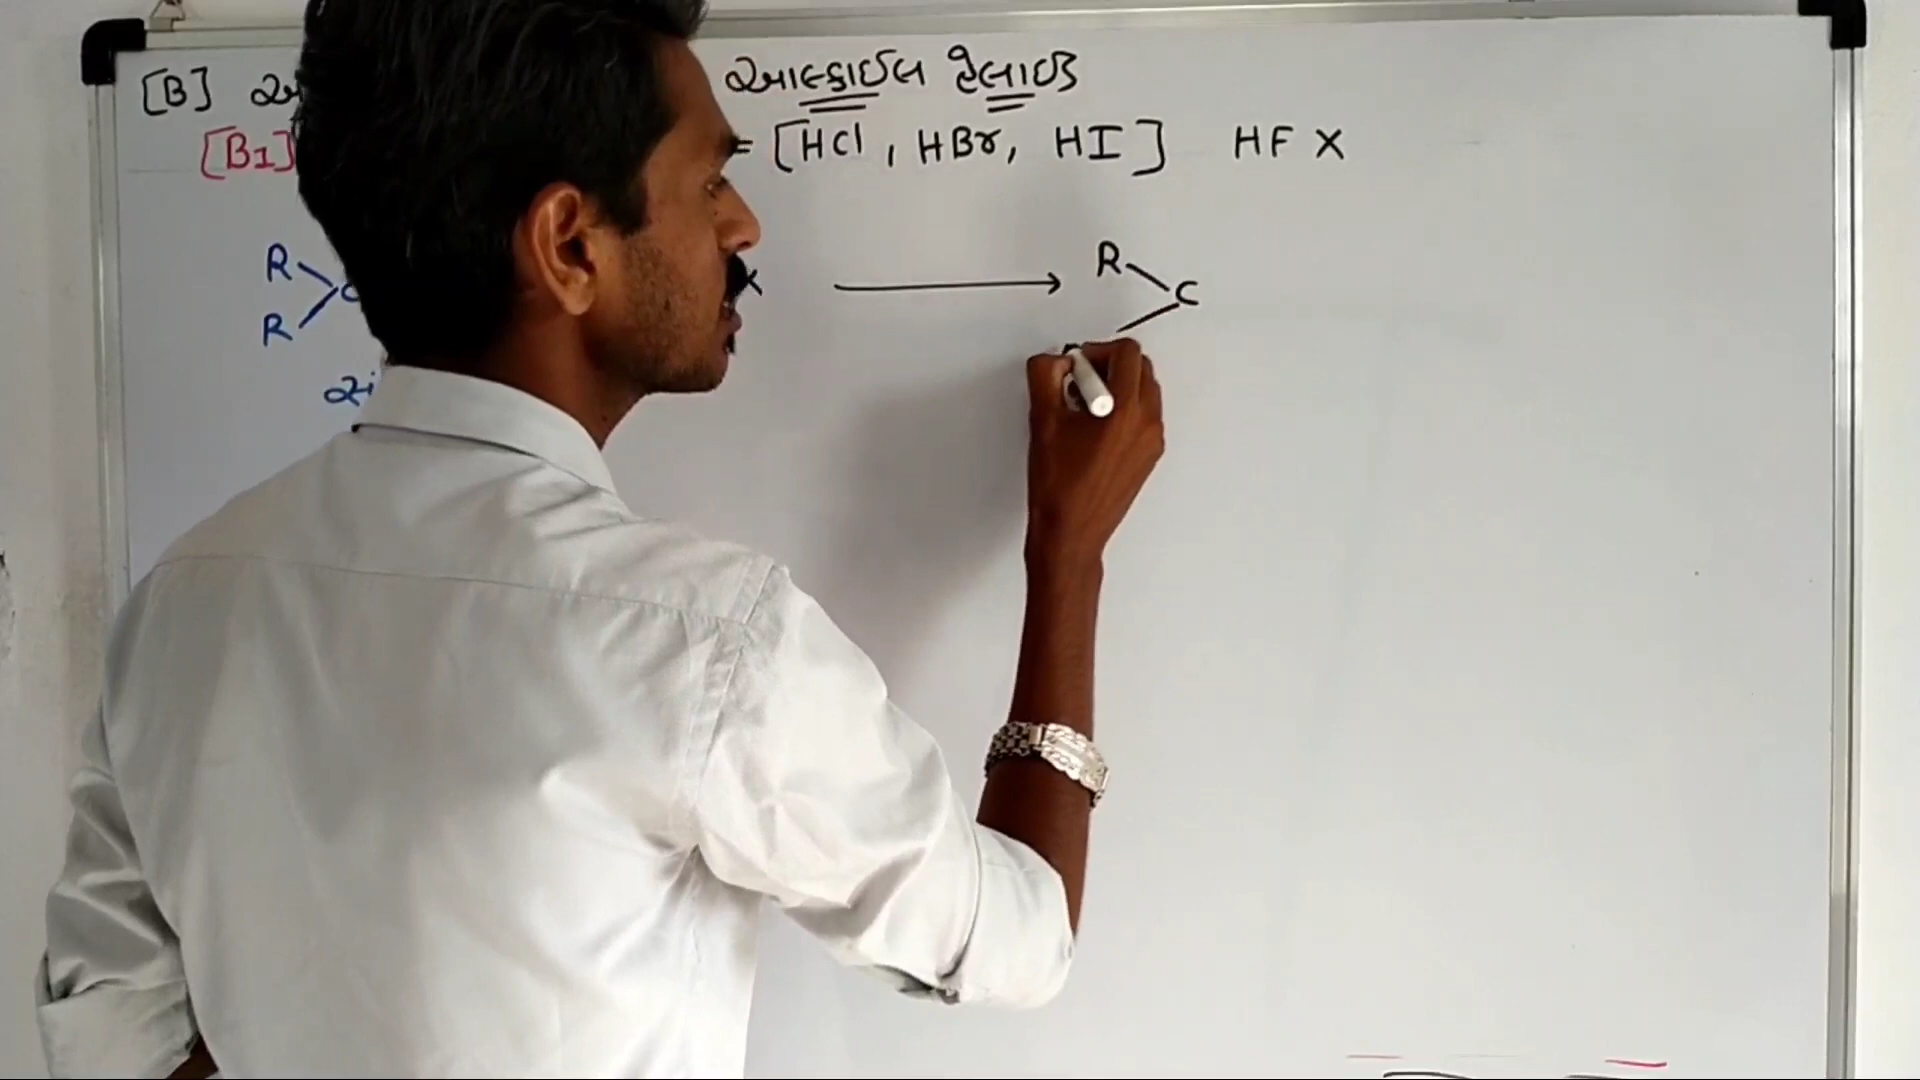 [B] આલ્કાઈલ હેલાઈડ
[B1] = [HCl, HBr, HI] HF X
R R
C X → C
R